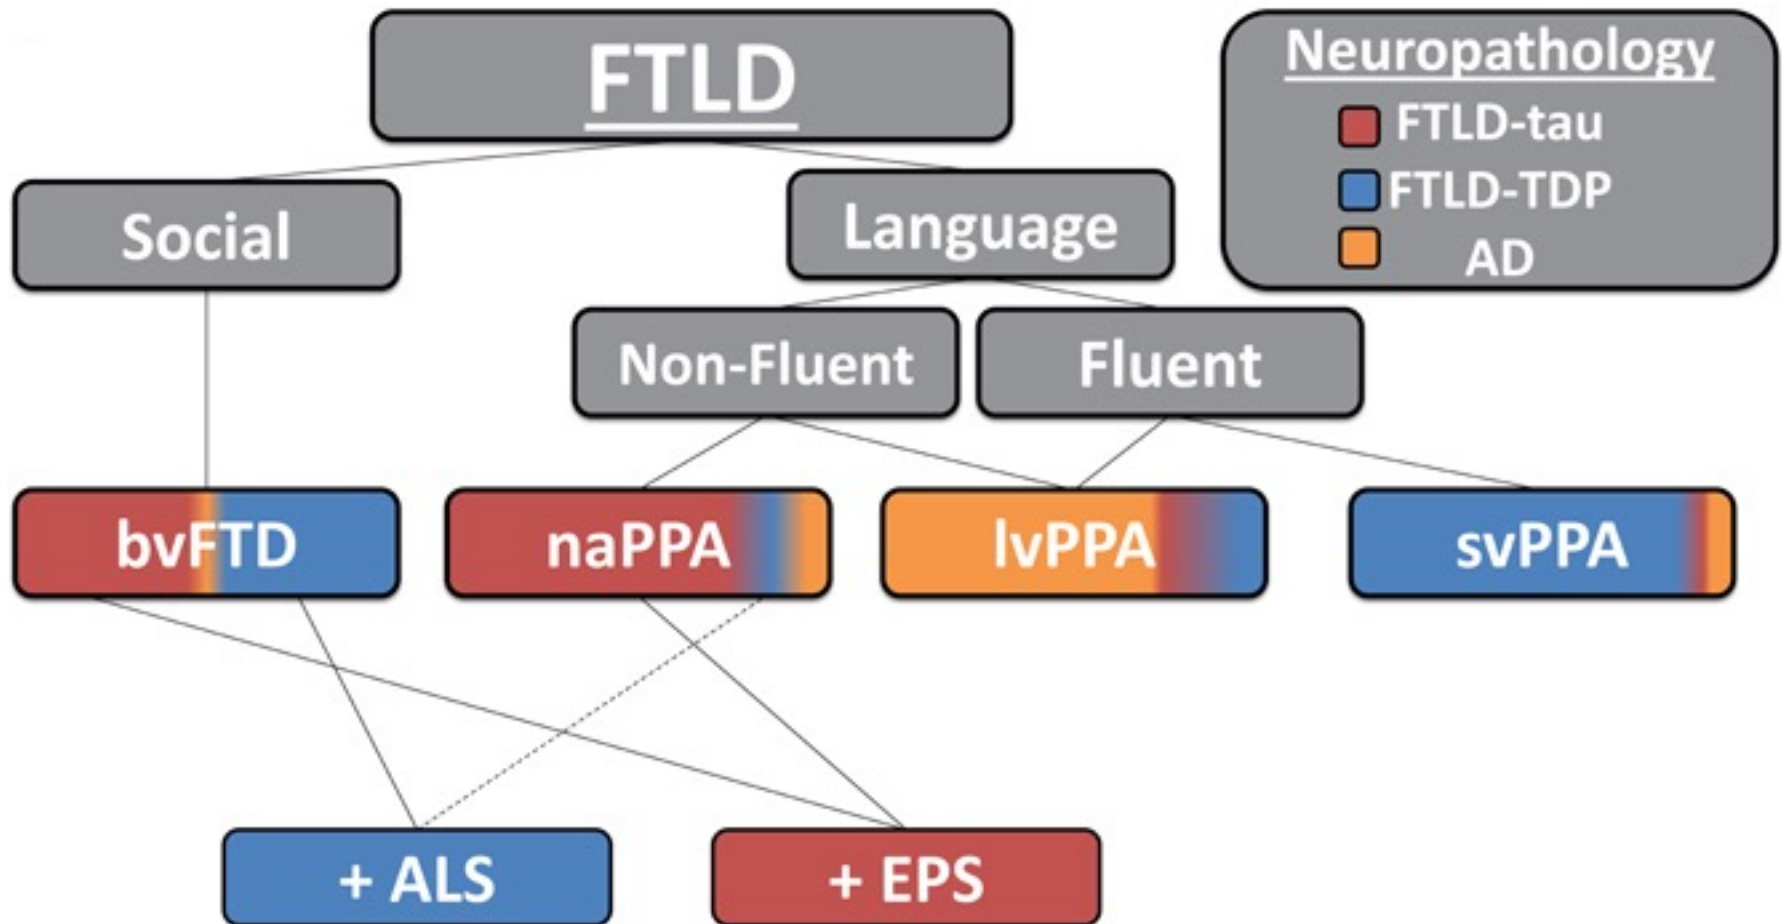 FTLD
Neuropathology
FTLD-tau
FTLD-TDP
AD
Social
Language
Non-Fluent
Fluent
bvFTD
naPPA
lvPPA
svPPA
+ ALS
+ EPS